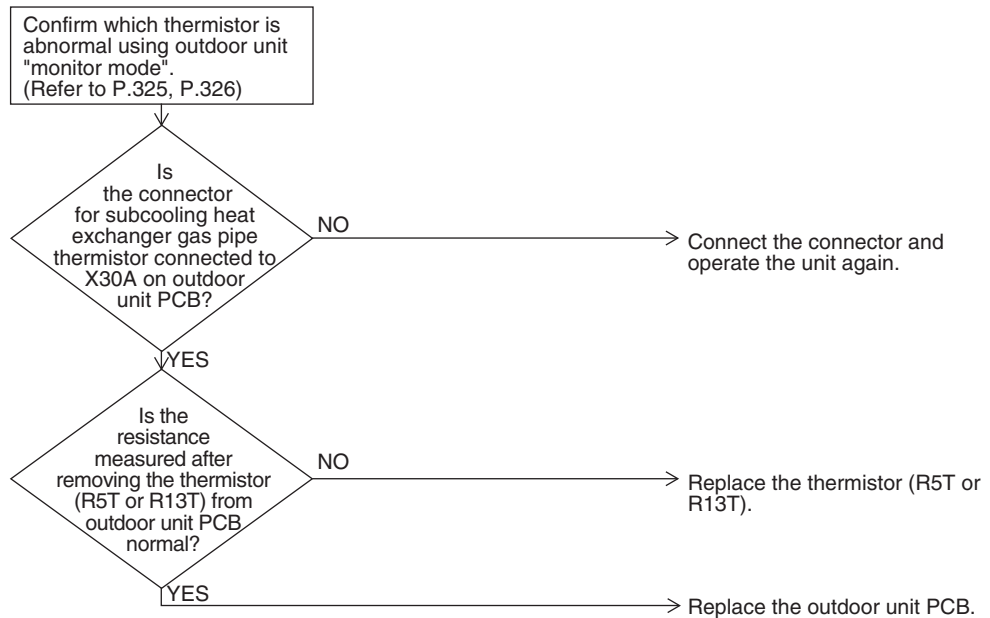 Confirm which thermistor is
abnormal using outdoor unit
"monitor mode".
(Refer to P.325, P.326)
Is
the connector
for subcooling heat
exchanger gas pipe
thermistor connected to
X30A on outdoor
unit PCB?
NO
Connect the connector and
operate the unit again.
YES
Is the
resistance
measured after
removing the thermistor
(R5T or R13T) from
outdoor unit PCB
normal?
NO
Replace the thermistor (R5T or
R13T).
YES
Replace the outdoor unit PCB.